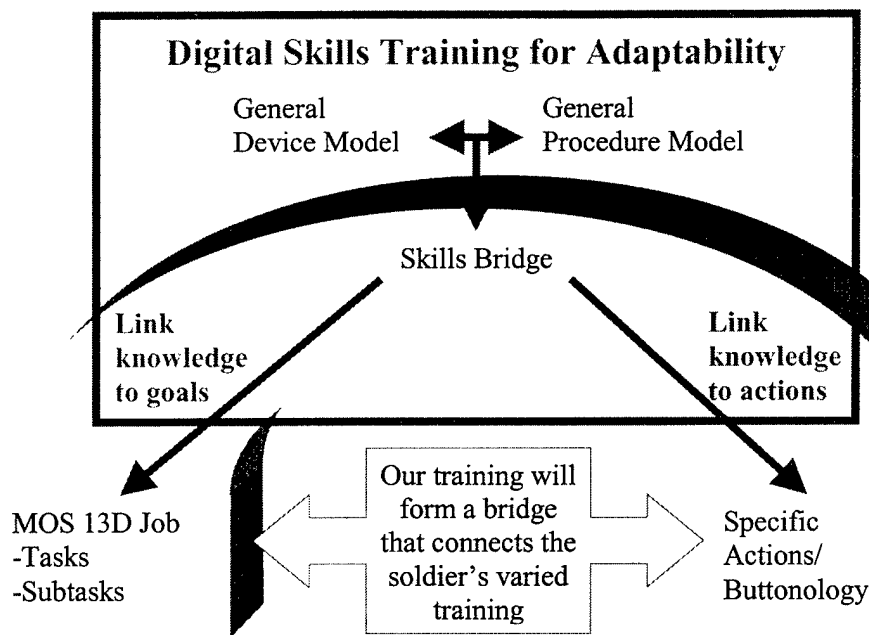 Digital Skills Training for Adaptability
General
Device Model
General
Procedure Model
Skills Bridge
Link
knowledge
to goals
Link
knowledge
to actions
MOS 13D Job
-Tasks
-Subtasks
Our training will
form a bridge
that connects the
soldier's varied
training
Specific
Actions/
Buttonology